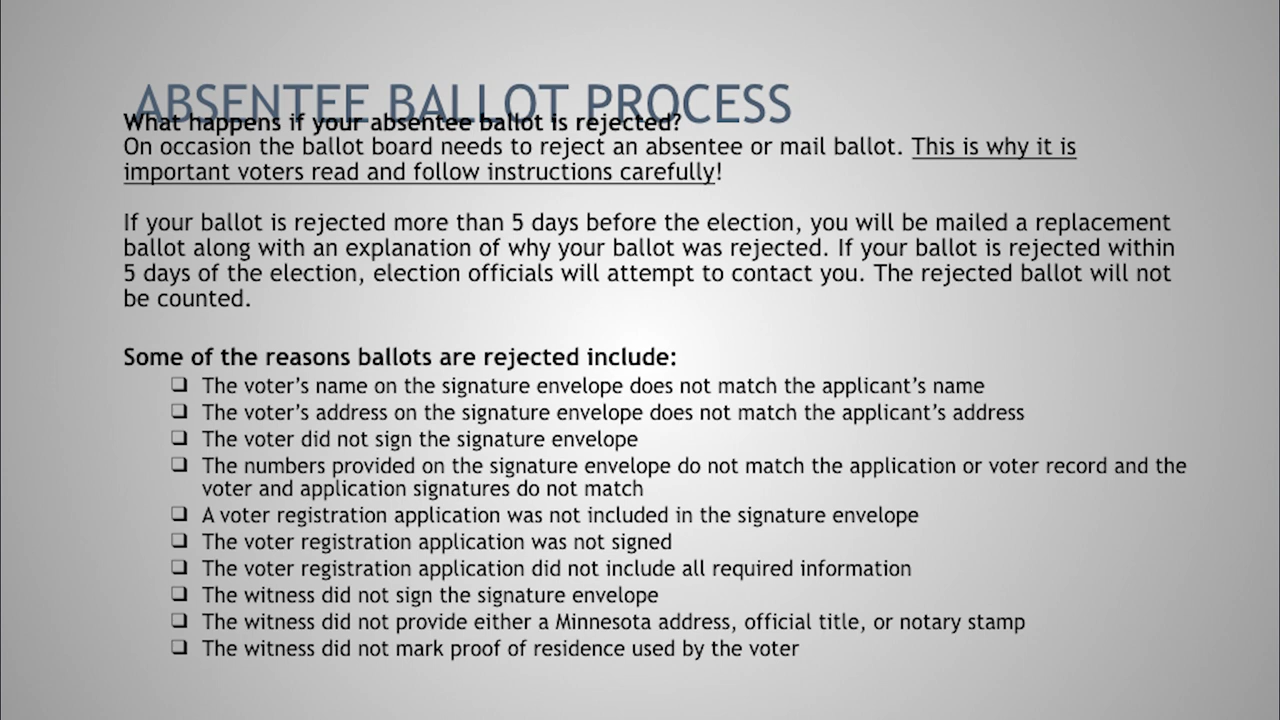 ABSENTEE BALLOT PROCESS
What happens if your absentee ballot is rejected?
On occasion the ballot board needs to reject an absentee or mail ballot. This is why it is
important voters read and follow instructions carefully!
If your ballot is rejected more than 5 days before the election, you will be mailed a replacement
ballot along with an explanation of why your ballot was rejected. If your ballot is rejected within
5 days of the election, election officials will attempt to contact you. The rejected ballot will not
be counted.
Some of the reasons ballots are rejected include:
❑ The voter’s name on the signature envelope does not match the applicant’s name
❑ The voter’s address on the signature envelope does not match the applicant’s address
❑ The voter did not sign the signature envelope
❑ The numbers provided on the signature envelope do not match the application or voter record and the
voter and application signatures do not match
❑ A voter registration application was not included in the signature envelope
❑ The voter registration application was not signed
❑ The voter registration application did not include all required information
❑ The witness did not sign the signature envelope
❑ The witness did not provide either a Minnesota address, official title, or notary stamp
❑ The witness did not mark proof of residence used by the voter